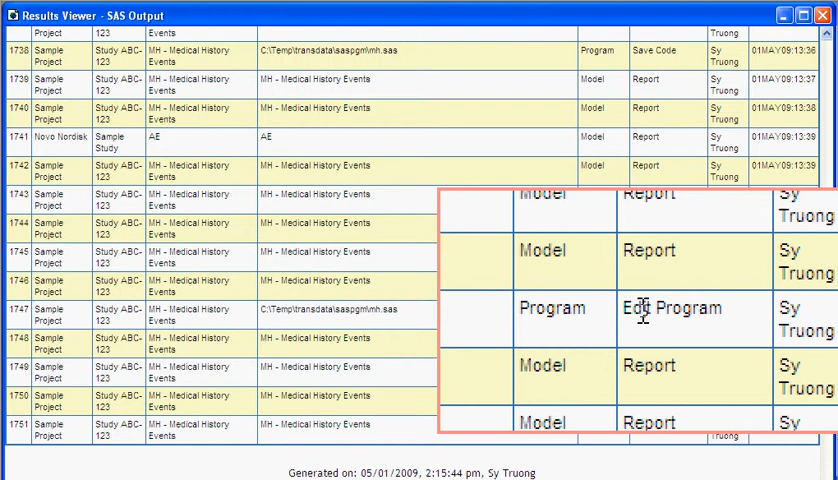 Results Viewer - SAS Output
Project 123 Events Truong
1738 Sample Study ABC- MH - Medical History C:\Temp\transdata\saspgm\mh.sas Program Save Code Sy 01MAY09:13:36
Project 123 Events Truong
1739 Sample Study ABC- MH - Medical History MH - Medical History Events Model Report Sy 01MAY09:13:37
Project 123 Events Truong
1740 Sample Study ABC- MH - Medical History MH - Medical History Events Model Report Sy 01MAY09:13:38
Project 123 Events Truong
1741 Novo Nordisk Sample AE AE Model Report Sy 01MAY09:13:39
Study Truong
1742 Sample Study ABC- MH - Medical History MH - Medical History Events Model Report Sy 01MAY09:13:39
Project 123 Events Truong
1743 Sample Study ABC- MH - Medical History MH - Medical History Events
Project 123 Events
1744 Sample Study ABC- MH - Medical History MH - Medical History Events
Project 123 Events
1745 Sample Study ABC- MH - Medical History MH - Medical History Events
Project 123 Events
1746 Sample Study ABC- MH - Medical History MH - Medical History Events
Project 123 Events
1747 Sample Study ABC- MH - Medical History C:\Temp\transdata\saspgm\mh.sas
Project 123 Events
1748 Sample Study ABC- MH - Medical History MH - Medical History Events
Project 123 Events
1749 Sample Study ABC- MH - Medical History MH - Medical History Events
Project 123 Events
1750 Sample Study ABC- MH - Medical History MH - Medical History Events
Project 123 Events
1751 Sample Study ABC- MH - Medical History MH - Medical History Events
Project 123 Events Truong
Model Report Sy
Truong
Model Report Sy
Truong
Program Edit Program Sy
Truong
Model Report Sy
Truong
Model Report Sy
Generated on: 05/01/2009, 2:15:44 pm, Sy Truong